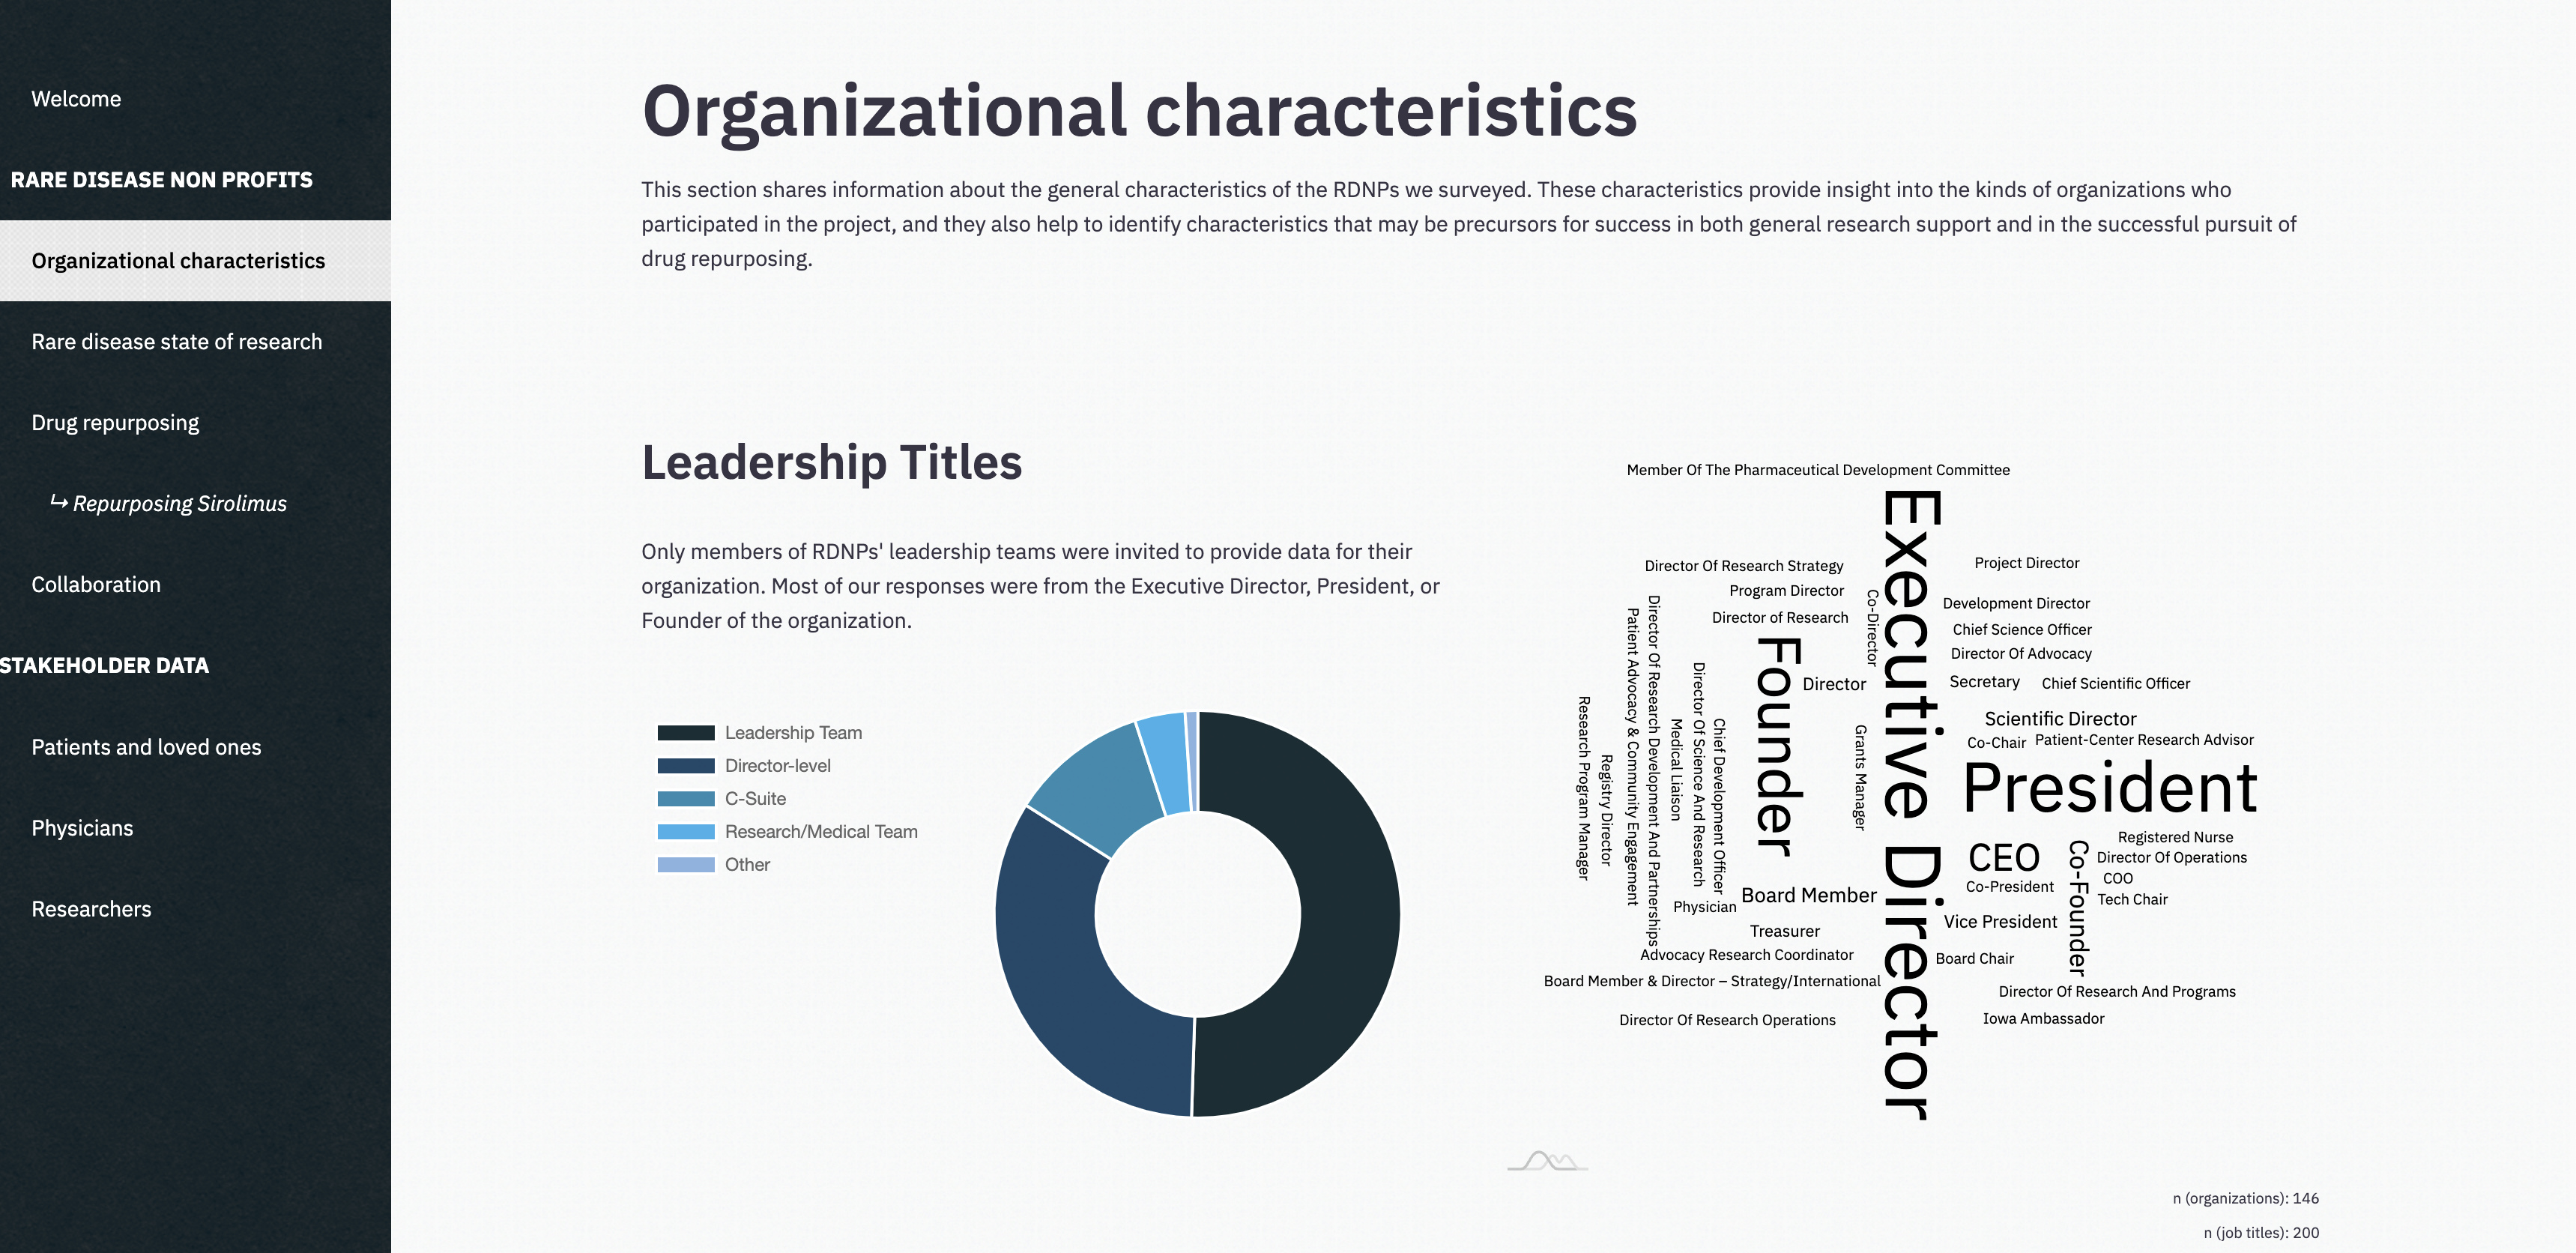 Welcome
RARE DISEASE NON PROFITS
Organizational characteristics
Rare disease state of research
Drug repurposing
↳ Repurposing Sirolimus
Collaboration
STAKEHOLDER DATA
Patients and loved ones
Physicians
Researchers
Organizational characteristics
This section shares information about the general characteristics of the RDNPs we surveyed. These characteristics provide insight into the kinds of organizations who
participated in the project, and they also help to identify characteristics that may be precursors for success in both general research support and in the successful pursuit of
drug repurposing.
Leadership Titles
Only members of RDNPs' leadership teams were invited to provide data for their
organization. Most of our responses were from the Executive Director, President, or
Founder of the organization.
Leadership Team
Director-level
C-Suite
Research/Medical Team
Other
Member Of The Pharmaceutical Development Committee
Executive Director
Director Of Research Strategy
Project Director
Program Director
Co-Director
Development Director
Director of Research
Chief Science Officer
Director Of Advocacy
Founder
Director
Secretary
Chief Scientific Officer
Scientific Director
Co-Chair
Patient-Center Research Advisor
President
Research Program Manager
Registry Director
Patient Advocacy & Community Engagement
Director Of Research Development And Partnerships
Medical Liaison
Director Of Science And Research
Chief Development Officer
Grants Manager
Registered Nurse
CEO
Director Of Operations
Co-President
Co-Founder
COO
Tech Chair
Board Member
Physician
Vice President
Treasurer
Advocacy Research Coordinator
Board Chair
Board Member & Director – Strategy/International
Director Of Research And Programs
Director Of Research Operations
Iowa Ambassador
n (organizations): 146
n (job titles): 200